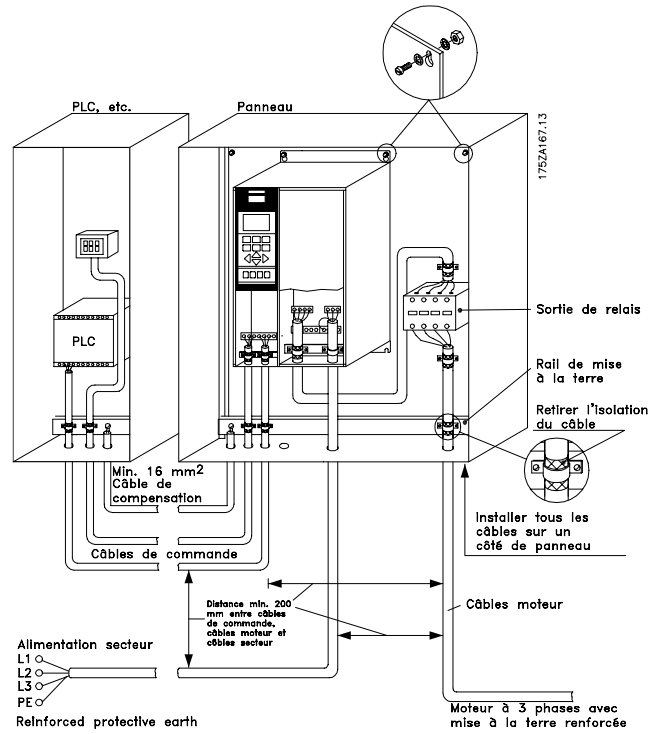 PLC, etc.
Panneau
175ZA167.13
PLC
Sortie de relais
Rail de mise
à la terre
Retirer l'isolation
du câble
Min. 16 mm2
Câble de
compensation
Installer tous les
câbles sur un
côté de panneau
Câbles de commande
Distance min. 200
mm entre câbles
de commande,
câbles moteur et
câbles secteur
Câbles moteur
Alimentation secteur
L1
L2
L3
PE
Reinforced protective earth
Moteur à 3 phases avec
mise à la terre renforcée